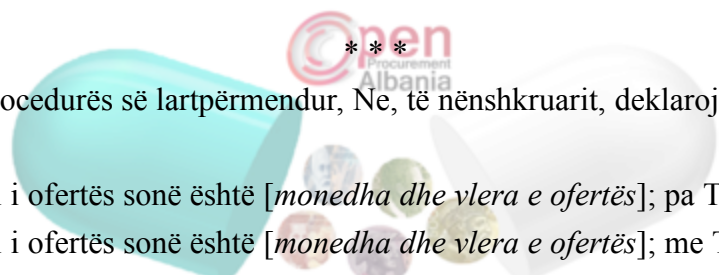 * * *
Open
Procurement
Albania
ocedurës së lartpërmendur, Ne, të nënshkruarit, deklaroj
i ofertës sonë është [monedha dhe vlera e ofertës]; pa T
i ofertës sonë është [monedha dhe vlera e ofertës]; me T